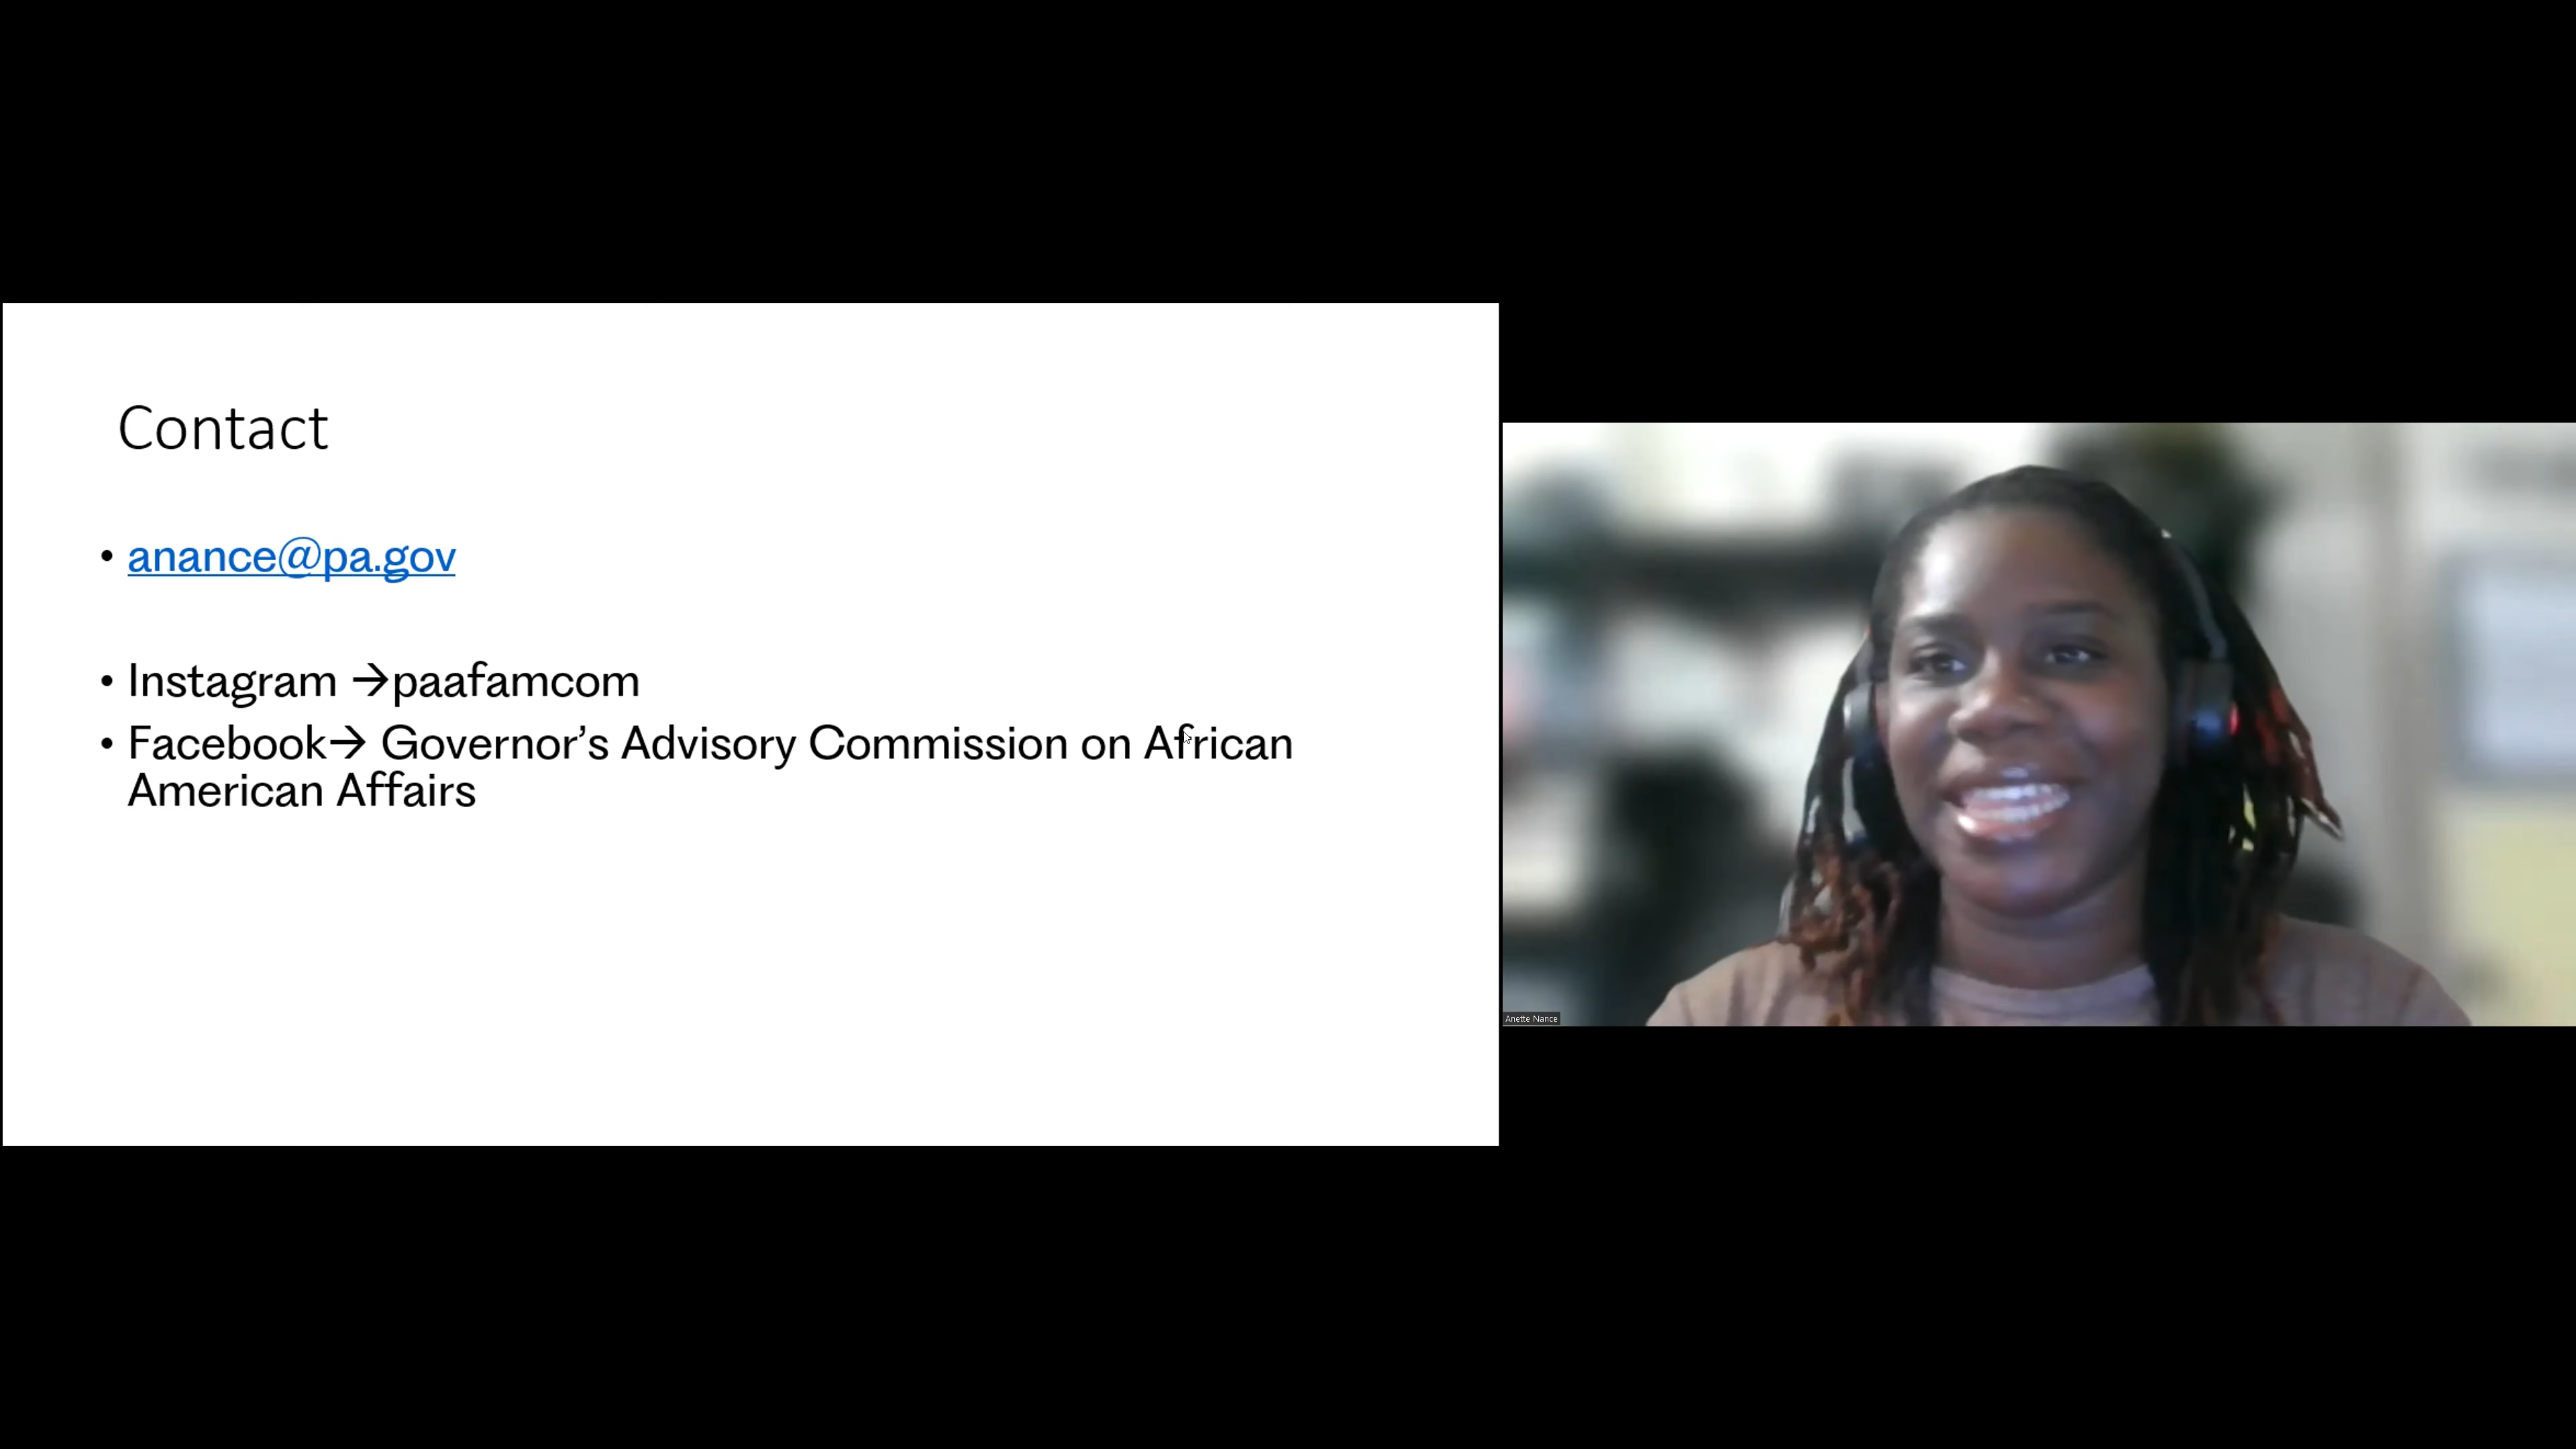 Contact
• anance@pa.gov
• Instagram →paafamcom
• Facebook→ Governor’s Advisory Commission on African
American Affairs
Anette Nance